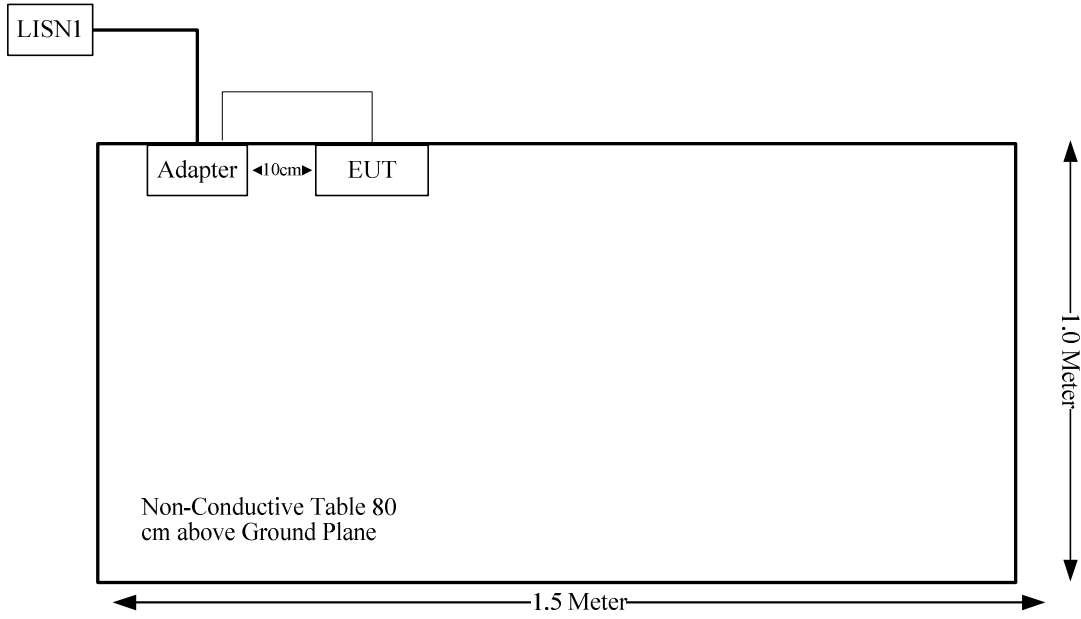 LISN1
Adapter
10cm
EUT
1.0 Meter
Non-Conductive Table 80
cm above Ground Plane
1.5 Meter